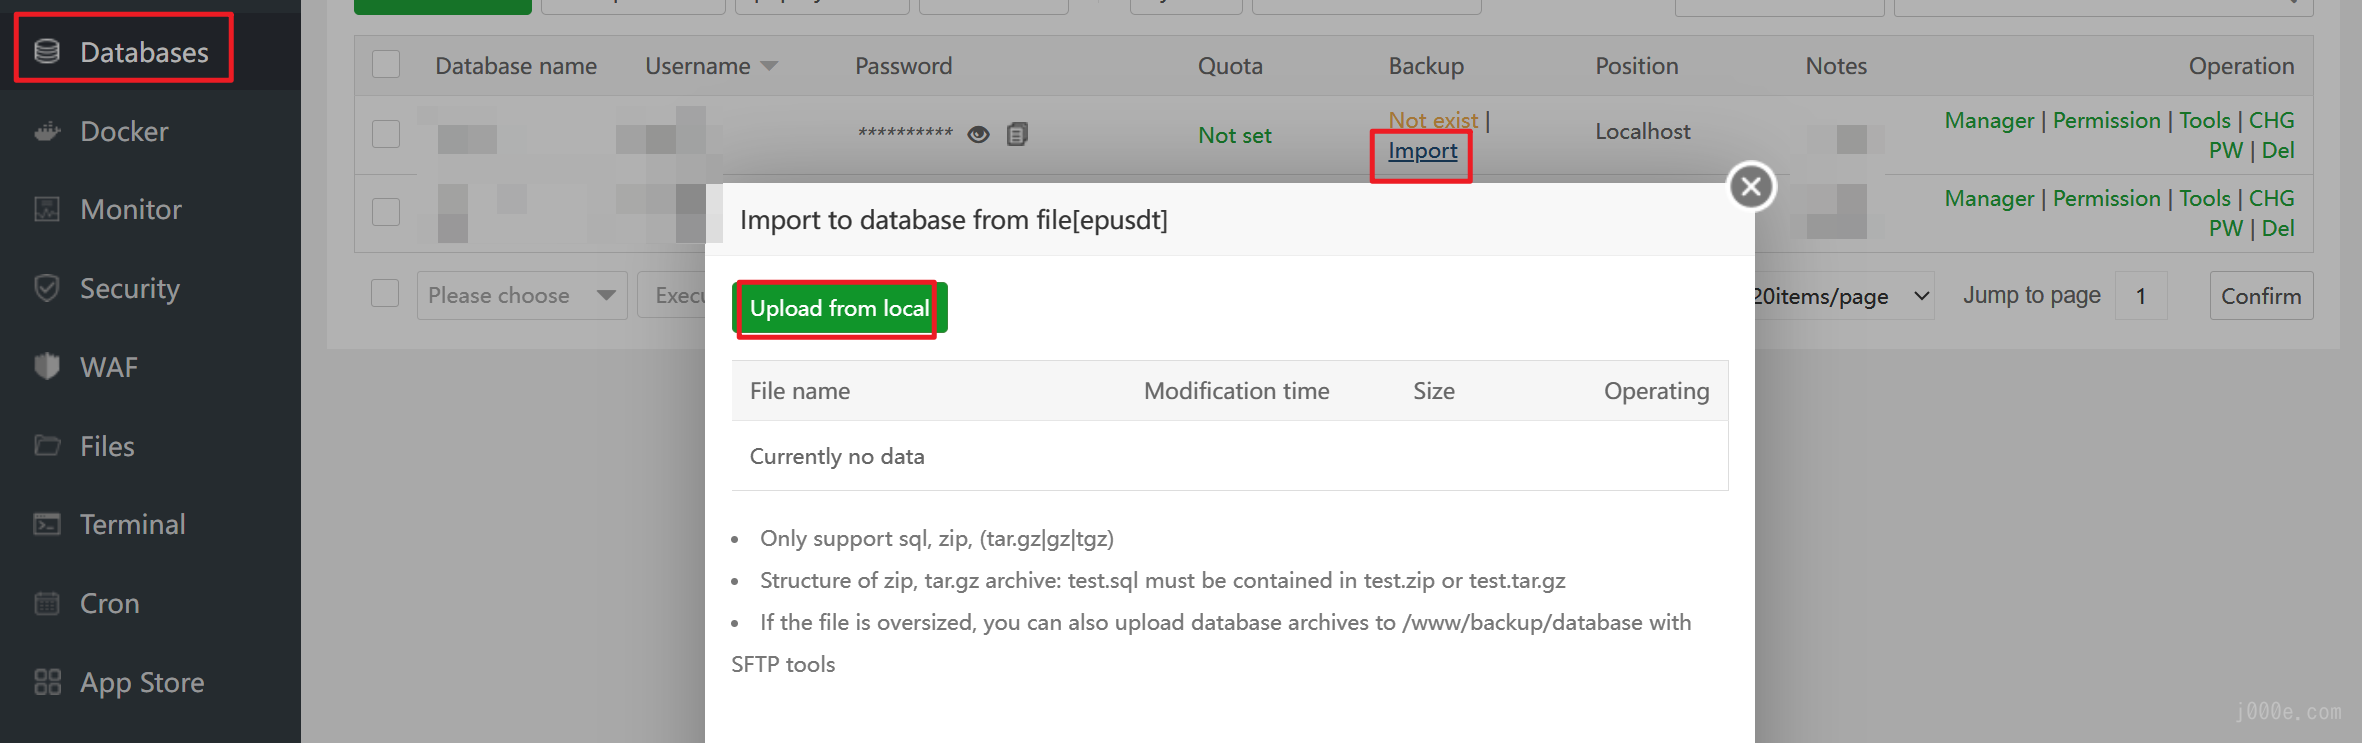 Databases
Docker
Monitor
Security
WAF
Files
Terminal
Cron
App Store
Database name Username Password Quota Backup Position Notes Operation
********** Not set Not exist | Localhost Manager | Permission | Tools | CHG
Import PW | Del
Manager | Permission | Tools | CHG
PW | Del
Please choose Execu 20items/page Jump to page 1 Confirm
Import to database from file[epusdt]
Upload from local
File name Modification time Size Operating
Currently no data
• Only support sql, zip, (tar.gz|gz|tgz)
• Structure of zip, tar.gz archive: test.sql must be contained in test.zip or test.tar.gz
• If the file is oversized, you can also upload database archives to /www/backup/database with
SFTP tools
j000e.com